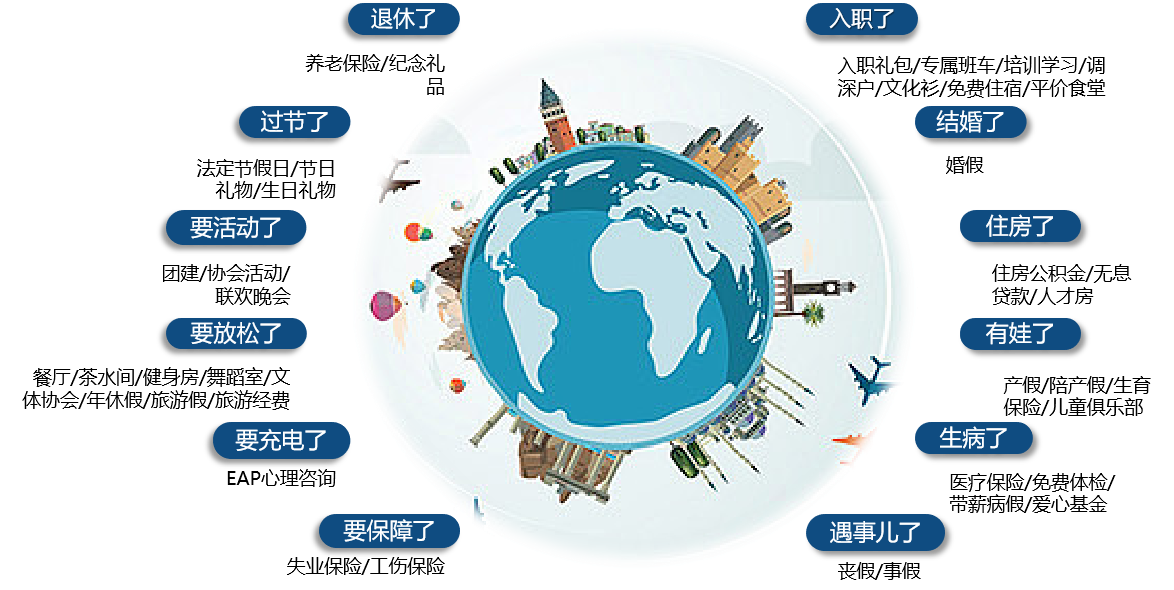 退休了
养老保险/纪念礼
品
过节了
法定节假日/节日
礼物/生日礼物
要活动了
团建/协会活动/
联欢晚会
要放松了
餐厅/茶水间/健身房/舞蹈室/文
体协会/年休假/旅游假/旅游经费
要充电了
EAP心理咨询
要保障了
失业保险/工伤保险
入职了
入职礼包/专属班车/培训学习/调
深户/文化衫/免费住宿/平价食堂
结婚了
婚假
住房了
住房公积金/无息
贷款/人才房
有娃了
产假/陪产假/生育
保险/儿童俱乐部
生病了
医疗保险/免费体检/
带薪病假/爱心基金
遇事儿了
丧假/事假